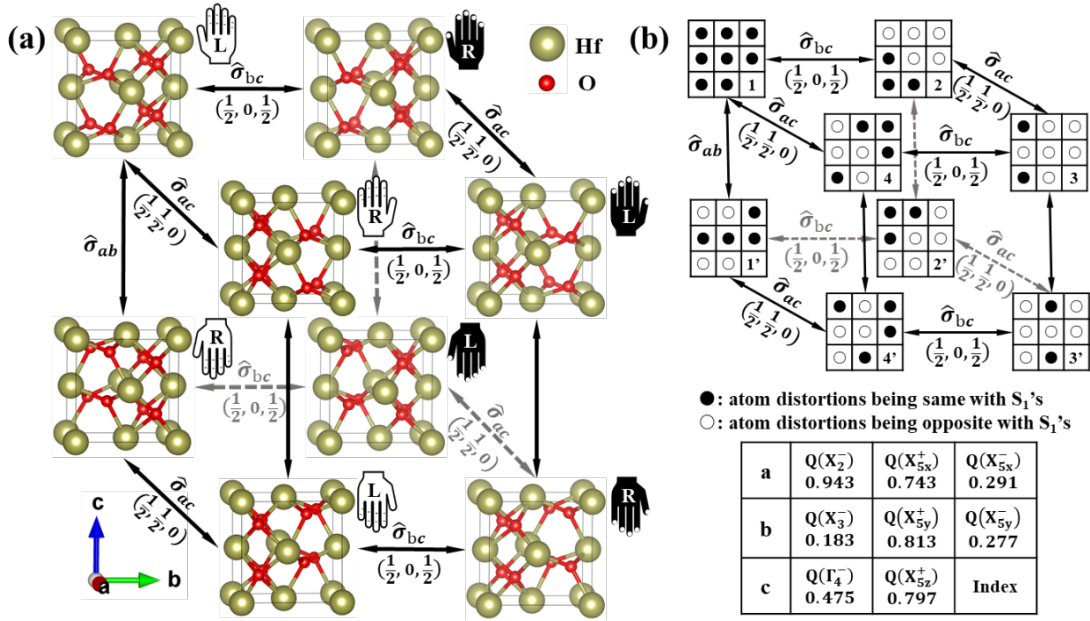 (a)
L
R
Hf
O
σ̂bc
(1/2, 0, 1/2)
σ̂ac
(1/2, 1/2, 0)
σ̂ac
(1/2, 1/2, 0)
σ̂ab
R
L
σ̂bc
(1/2, 0, 1/2)
R
L
σ̂bc
(1/2, 0, 1/2)
σ̂ac
(1/2, 1/2, 0)
σ̂ac
(1/2, 1/2, 0)
L
R
σ̂bc
(1/2, 0, 1/2)
c
a
b
(b)
1
σ̂bc
(1/2, 0, 1/2)
2
σ̂ac
(1/2, 1/2, 0)
σ̂ac
(1/2, 1/2, 0)
σ̂ab
4
σ̂bc
(1/2, 0, 1/2)
3
1'
σ̂bc
(1/2, 0, 1/2)
2'
σ̂ac
(1/2, 1/2, 0)
σ̂ac
(1/2, 1/2, 0)
4'
σ̂bc
(1/2, 0, 1/2)
3'
●: atom distortions being same with S₁'s
○: atom distortions being opposite with S₁'s
a Q(X₂⁻) 0.943 Q(X₅ₓ⁺) 0.743 Q(X₅ₓ⁻) 0.291
b Q(X₃⁻) 0.183 Q(X₅y⁺) 0.813 Q(X₅y⁻) 0.277
c Q(Γ₄⁻) 0.475 Q(X₅z⁺) 0.797 Index